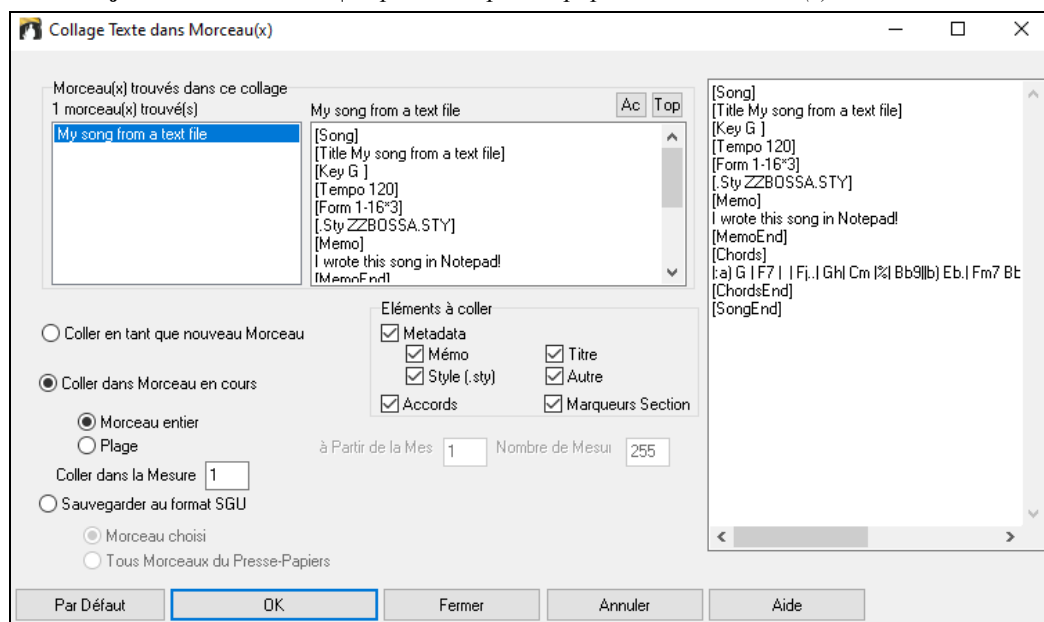 Collage Texte dans Morceau(x)
Morceau(x) trouvés dans ce collage
1 morceau(x) trouvé(s)
My song from a text file
My song from a text file
Ac Top
[Song]
[Title My song from a text file]
[Key G ]
[Tempo 120]
[Form 1-16*3]
[.Sty ZZBOSSA.STY]
[Memo]
I wrote this song in Notepad!
[MemoEnd]
Coller en tant que nouveau Morceau
Coller dans Morceau en cours
Morceau entier
Plage
Coller dans la Mesure 1
Sauvegarder au format SGU
Morceau choisi
Tous Morceaux du Presse-Papiers
Eléments à coller
Metadata
Mémo Titre
Style (.sty) Autre
Accords Marqueurs Section
à Partir de la Mes 1 Nombre de Mesur 255
[Song]
[Title My song from a text file]
[Key G ]
[Tempo 120]
[Form 1-16*3]
[.Sty ZZBOSSA.STY]
[Memo]
I wrote this song in Notepad!
[MemoEnd]
[Chords]
|:a) G | F7 | | Fj..| Gh| Cm |%| Bb9||b) Eb.| Fm7 Bb
[ChordsEnd]
[SongEnd]
Par Défaut OK Fermer Annuler Aide